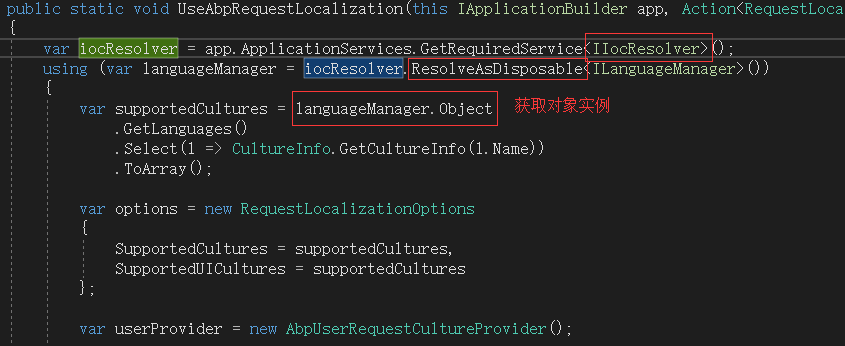 public static void UseAbpRequestLocalization(this IApplicationBuilder app, Action<RequestLoca
{
var iocResolver = app.ApplicationServices.GetRequiredService<IIocResolver>();
using (var languageManager = iocResolver.ResolveAsDisposable<ILanguageManager>())
{
var supportedCultures = languageManager.Object 获取对象实例
.GetLanguages()
.Select(l => CultureInfo.GetCultureInfo(l.Name))
.ToArray();
var options = new RequestLocalizationOptions
{
SupportedCultures = supportedCultures,
SupportedUICultures = supportedCultures
};
var userProvider = new AbpUserRequestCultureProvider();